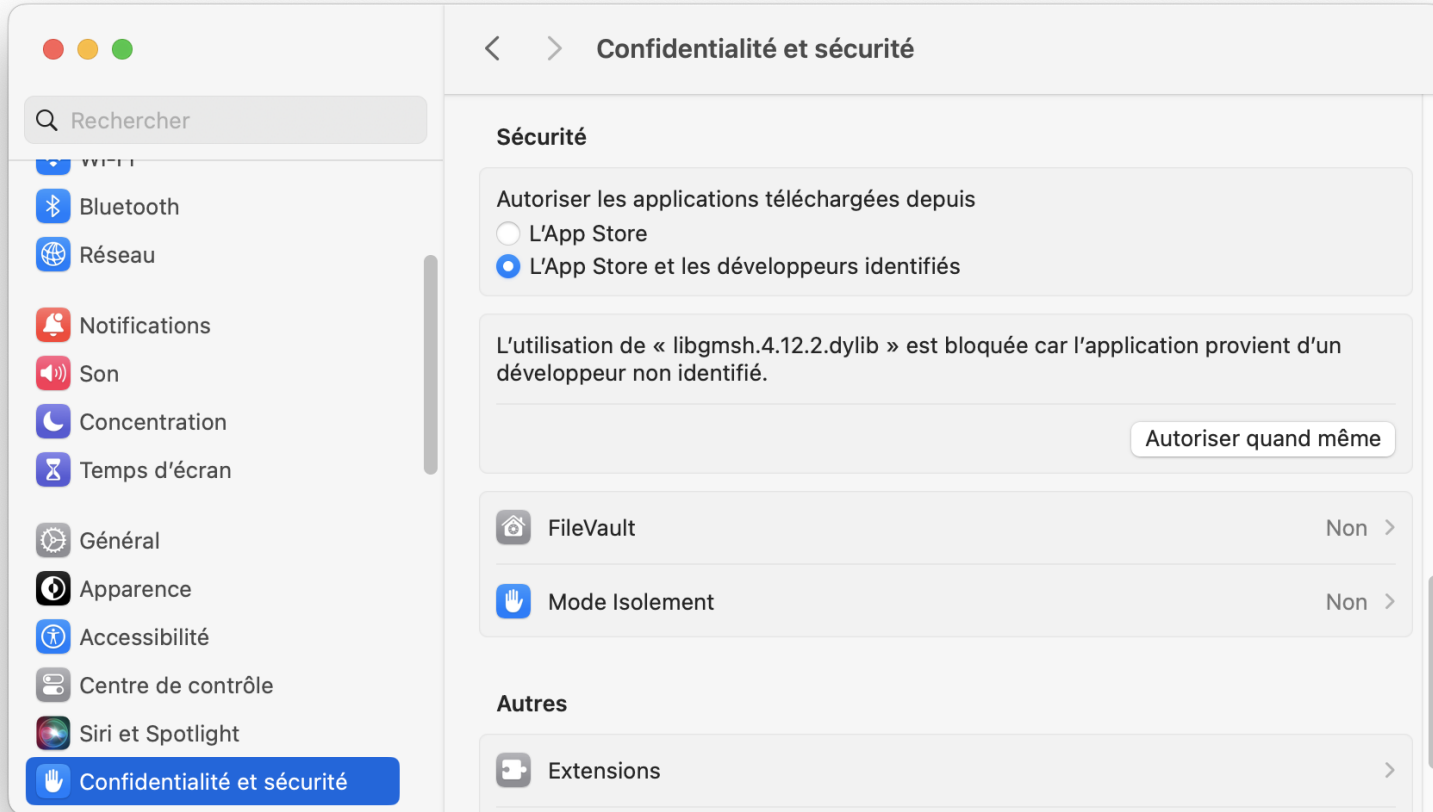 Confidentialité et sécurité
Rechercher
Wi-Fi
Bluetooth
Réseau
Notifications
Son
Concentration
Temps d’écran
Général
Apparence
Accessibilité
Centre de contrôle
Siri et Spotlight
Confidentialité et sécurité
Sécurité
Autoriser les applications téléchargées depuis
L’App Store
L’App Store et les développeurs identifiés
L’utilisation de « libgmsh.4.12.2.dylib » est bloquée car l’application provient d’un
développeur non identifié.
Autoriser quand même
FileVault Non
Mode Isolement Non
Autres
Extensions